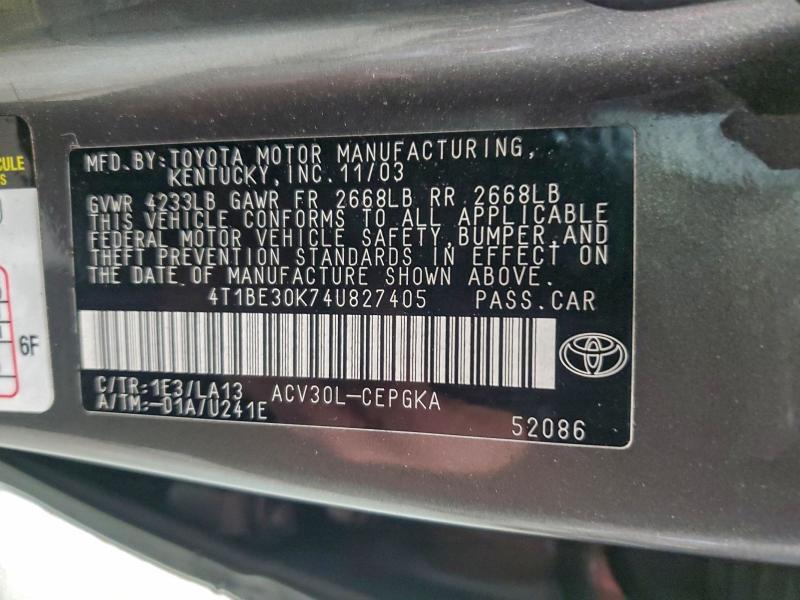 MFD.BY:TOYOTA MOTOR MANUFACTURING,
KENTUCKY, INC. 11/03
GVWR 4233LB GAWR FR 2668LB RR 2668LB
THIS VEHICLE CONFORMS TO ALL APPLICABLE
FEDERAL MOTOR VEHICLE SAFETY, BUMPER, AND
THEFT PREVENTION STANDARDS IN EFFECT ON
THE DATE OF MANUFACTURE SHOWN ABOVE.
4T1BE30K74U827405 PASS.CAR
C/TR:1E3/LA13 ACV30L-CEPGKA
A/TM:-01A/U241E
52086
6F